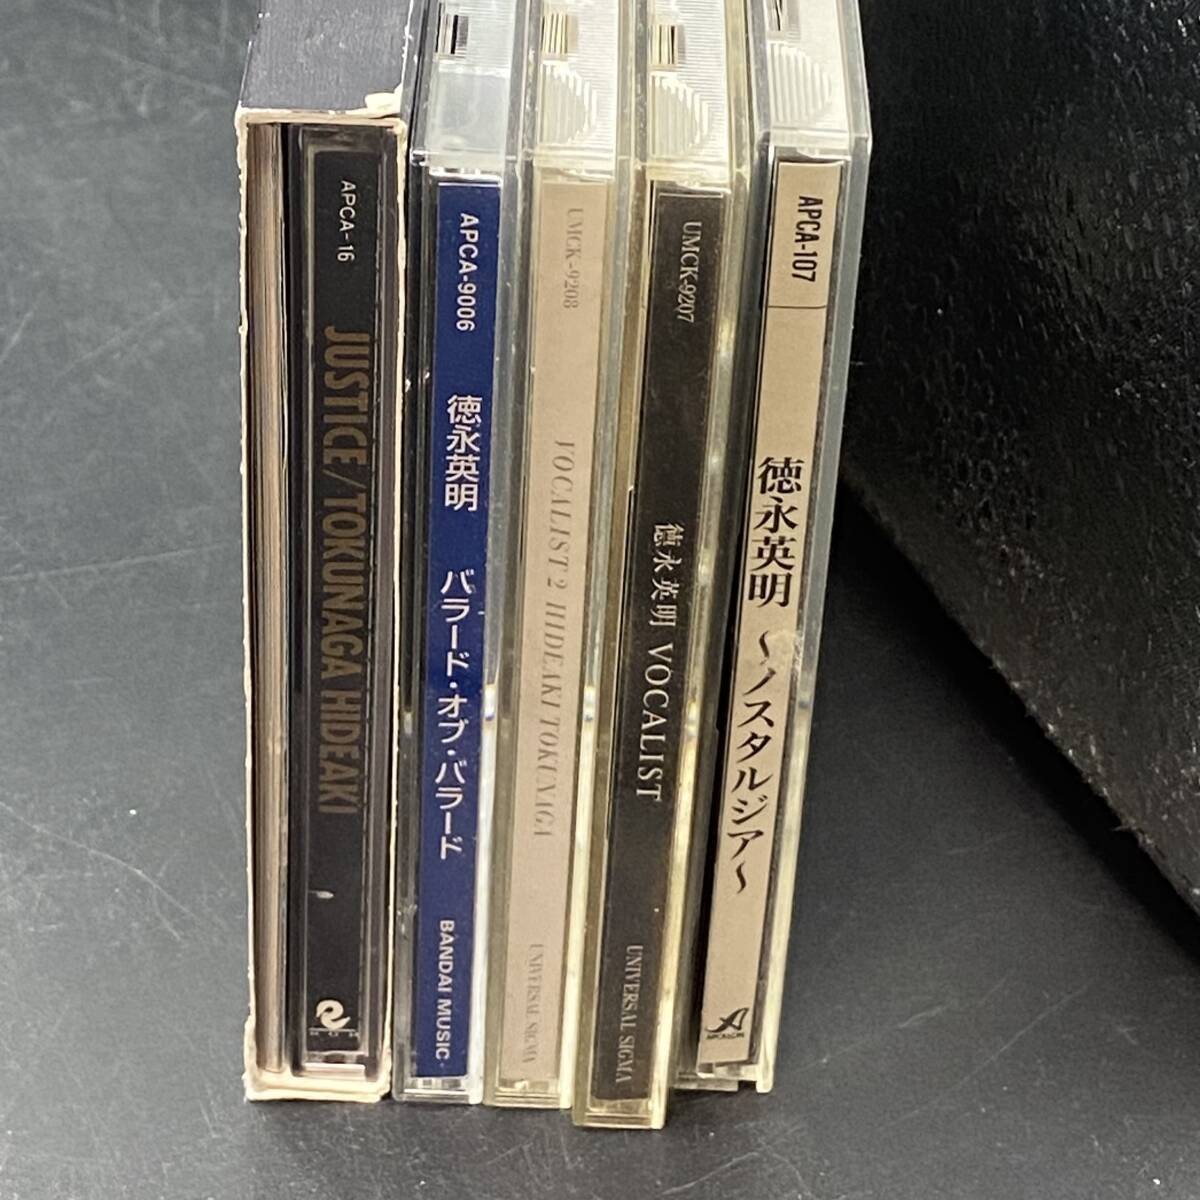 APCA-16
JUSTICE/TOKUNAGA HIDEAKI
APCA-9006
徳永英明
バラード・オブ・バラード
BANDAI MUSIC
UMCK-9208
VOCALIST 2 HIDEAKI TOKUNAGA
UNIVERSAL SIGMA
UMCK-9207
徳永英明 VOCALIST
UNIVERSAL SIGMA
APCA-107
徳永英明 ～ノスタルジア～
APOLLON